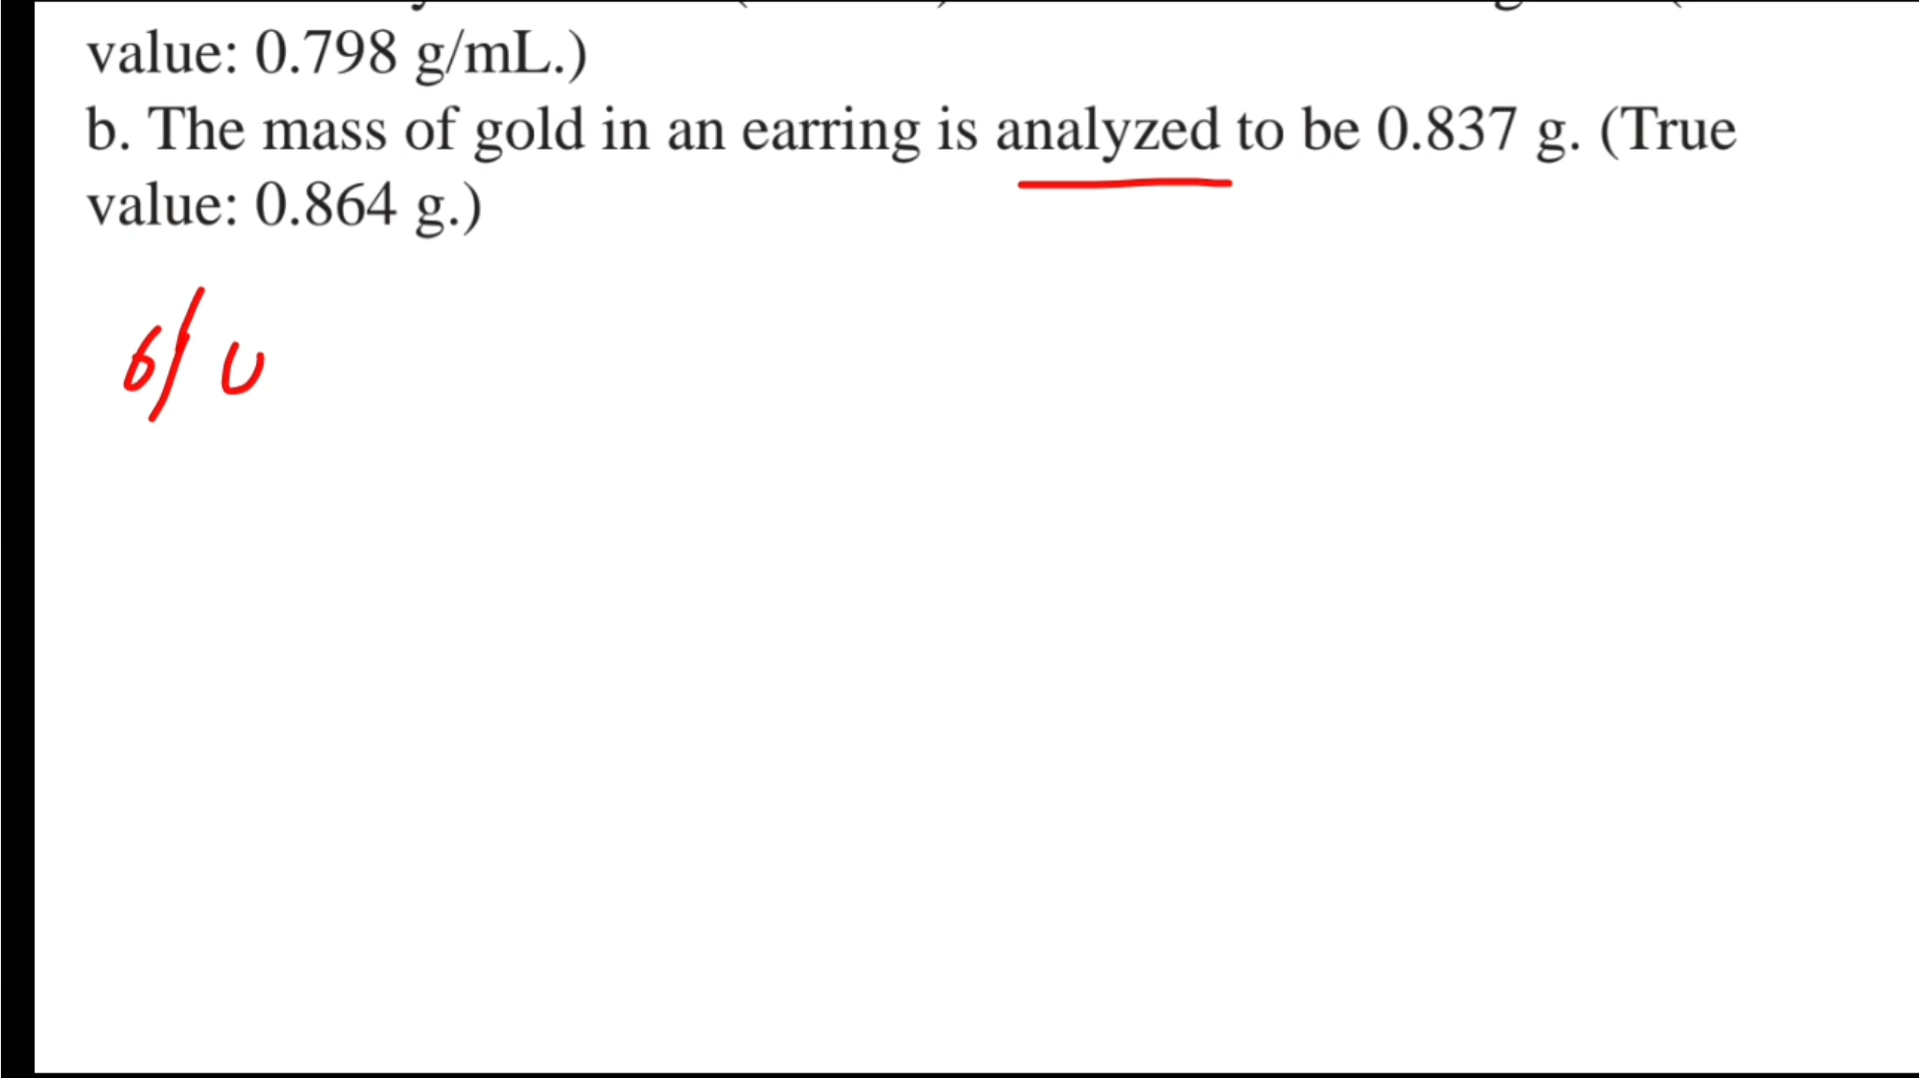 value: 0.798 g/mL.)
b. The mass of gold in an earring is analyzed to be 0.837 g. (True
value: 0.864 g.)